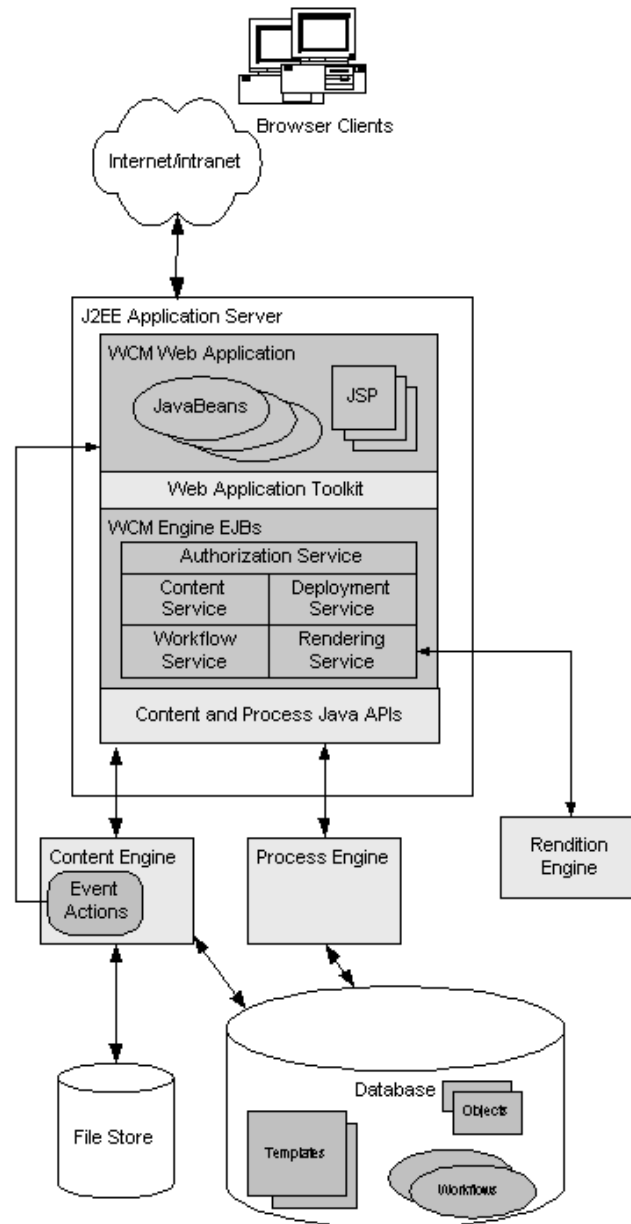 Browser Clients
Internet/intranet
J2EE Application Server
WCM Web Application
JavaBeans
JSP
Web Application Toolkit
WCM Engine EJBs
Authorization Service
Content
Service
Deployment
Service
Workflow
Service
Rendering
Service
Content and Process Java APIs
Content Engine
Event
Actions
Process Engine
Rendition
Engine
File Store
Database
Objects
Templates
Workflows